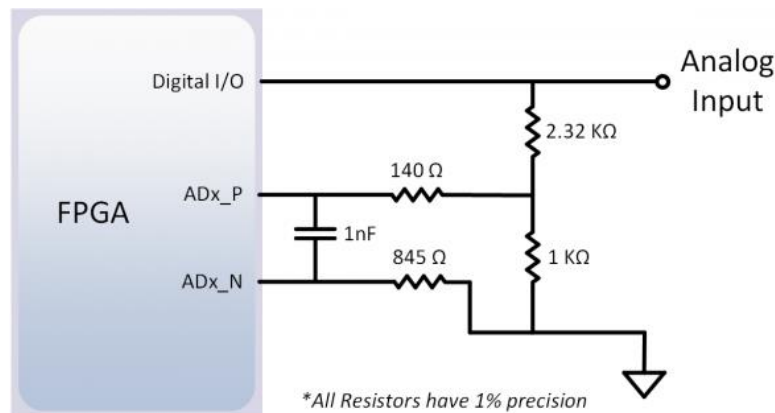 Digital I/O
Analog
Input
2.32 KΩ
140 Ω
ADx_P
FPGA
1nF
845 Ω
1 KΩ
ADx_N
*All Resistors have 1% precision